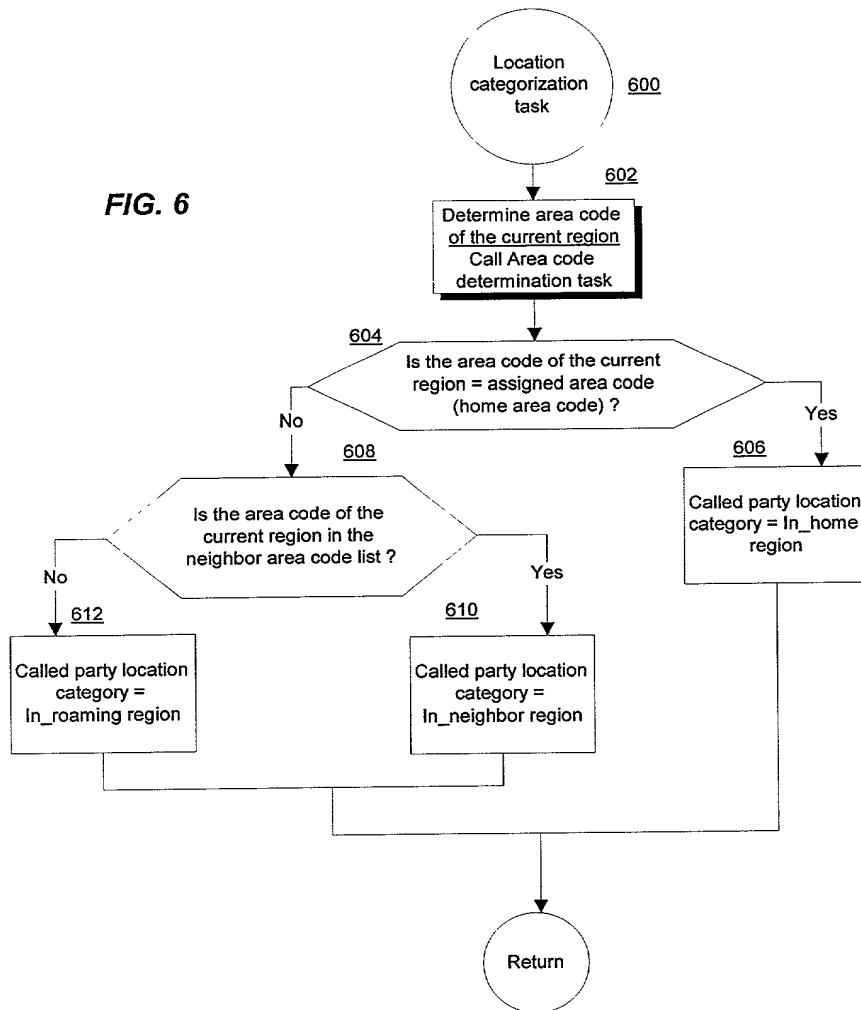 Location
categorization
task
600
FIG. 6
602
Determine area code
of the current region
Call Area code
determination task
604
Is the area code of the current
region = assigned area code
(home area code) ?
No
Yes
608
606
Is the area code of the
current region in the
neighbor area code list ?
Called party location
category = In_home
region
No
Yes
612
610
Called party location
category =
In_roaming region
Called party location
category =
In_neighbor region
Return